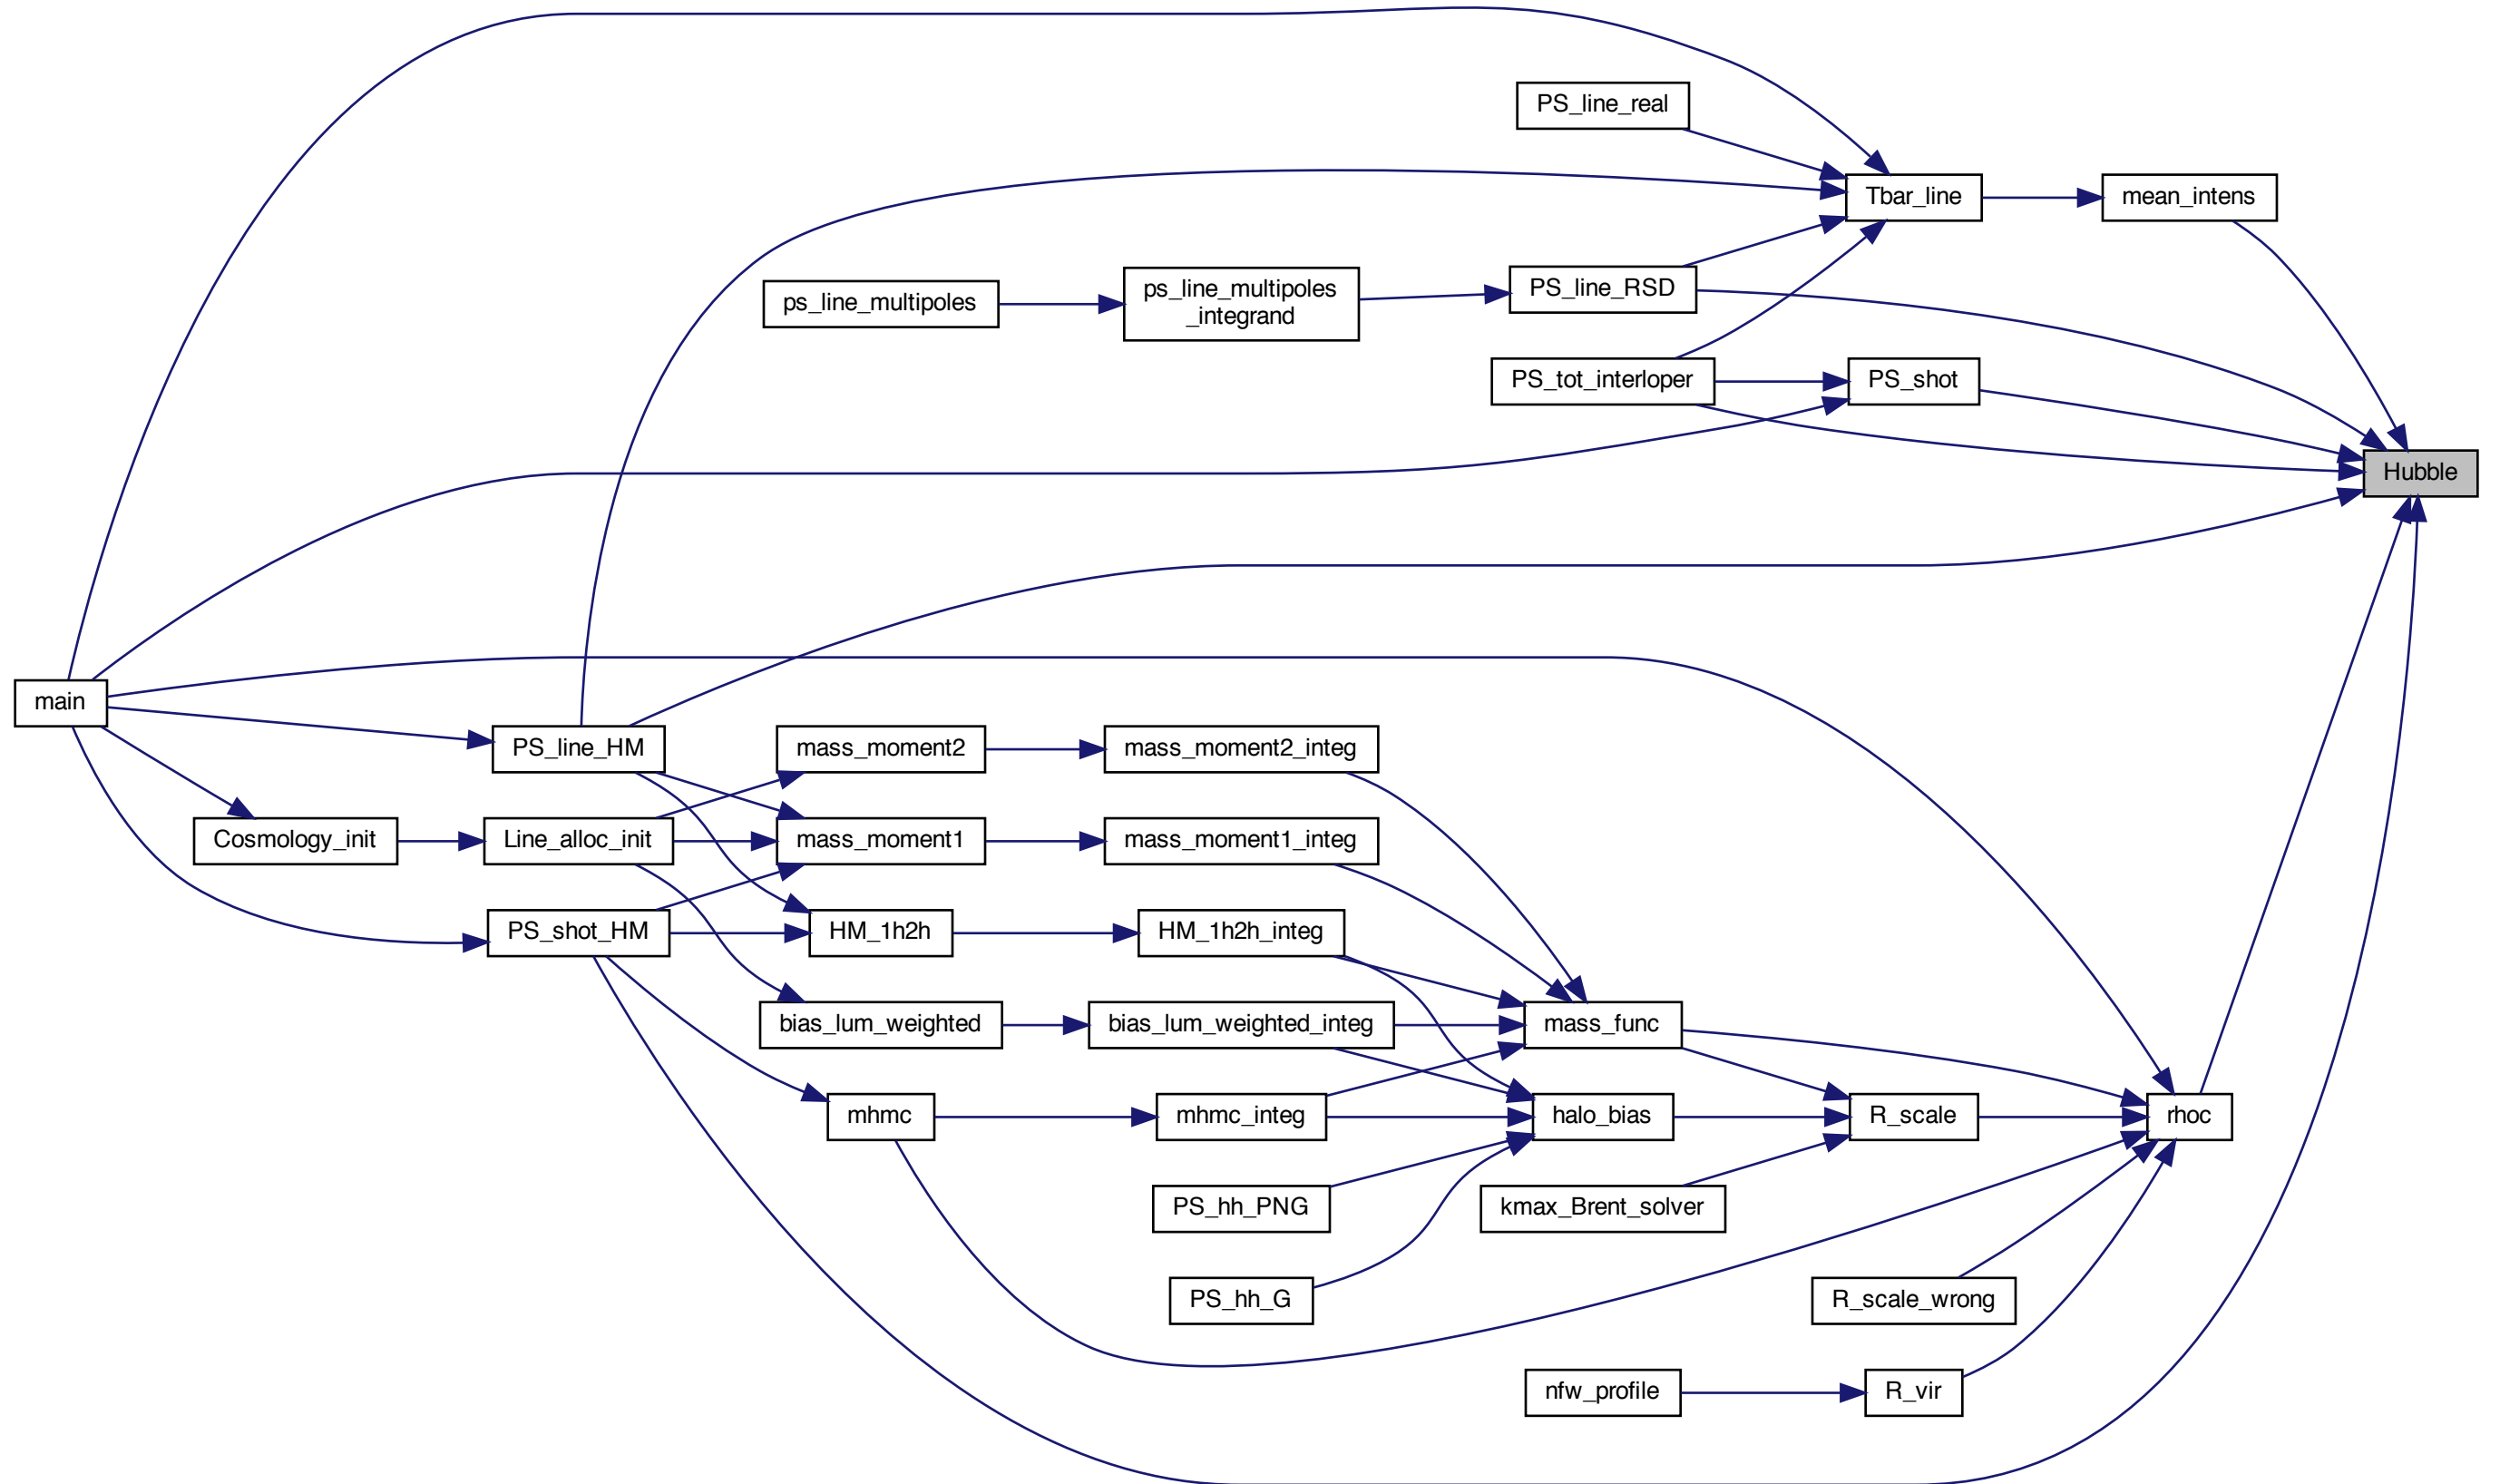 PS_line_real
Tbar_line
mean_intens
ps_line_multipoles
ps_line_multipoles
_integrand
PS_line_RSD
PS_tot_interloper
PS_shot
Hubble
main
PS_line_HM
mass_moment2
mass_moment2_integ
Cosmology_init
Line_alloc_init
mass_moment1
mass_moment1_integ
PS_shot_HM
HM_1h2h
HM_1h2h_integ
bias_lum_weighted
bias_lum_weighted_integ
mass_func
mhmc
mhmc_integ
halo_bias
R_scale
rhoc
PS_hh_PNG
kmax_Brent_solver
PS_hh_G
R_scale_wrong
nfw_profile
R_vir